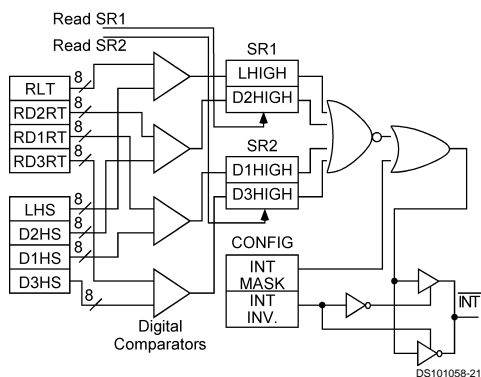 Read SR1
Read SR2
SR1
LHIGH
D2HIGH
SR2
D1HIGH
D3HIGH
CONFIG
INT
MASK
INT
INV.
RLT
RD2RT
RD1RT
RD3RT
8
8
8
8
LHS
D2HS
D1HS
D3HS
8
8
8
8
Digital
Comparators
INT
DS101058-21